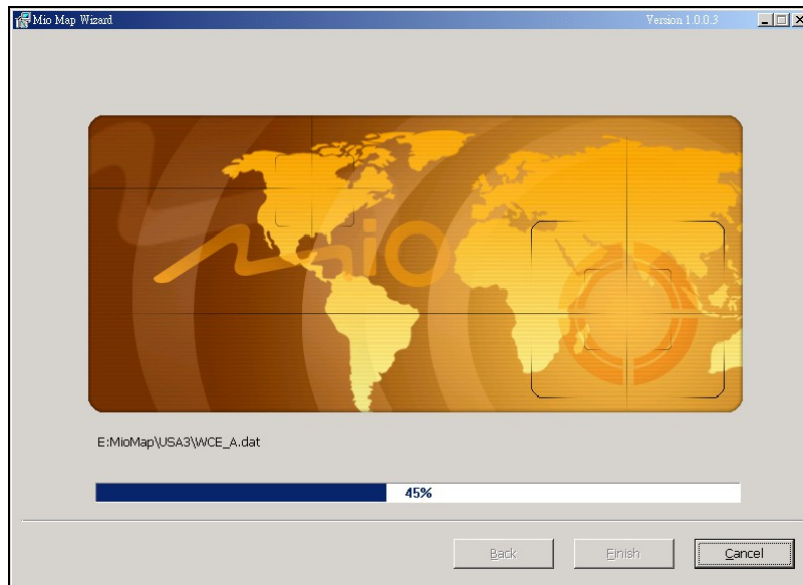 Mio Map Wizard
Version 1.0.0.3
mio
E:MioMap\USA3\WCE_A.dat
45%
Back
Finish
Cancel